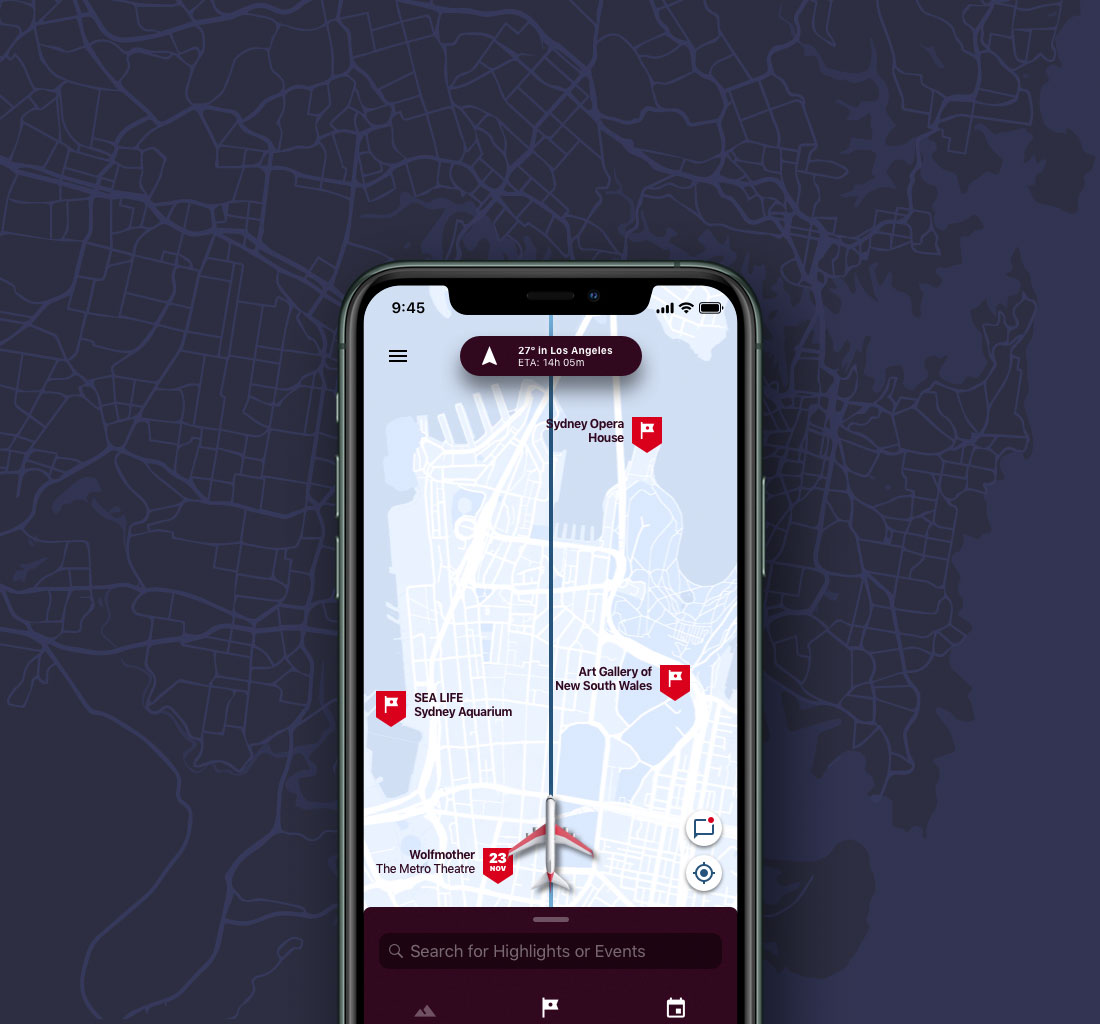 9:45
27° in Los Angeles
ETA: 14h 05m
Sydney Opera
House
Art Gallery of
New South Wales
SEA LIFE
Sydney Aquarium
Wolfmother
The Metro Theatre
23
NOV
Search for Highlights or Events